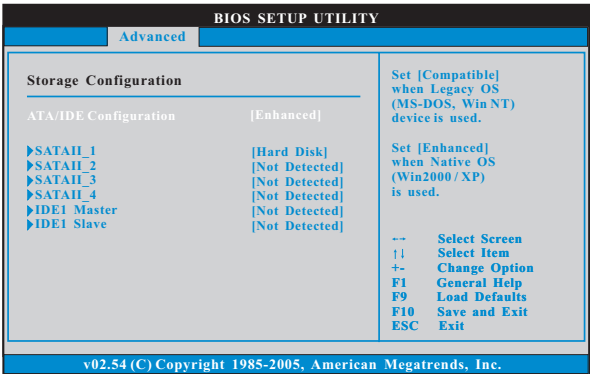 BIOS SETUP UTILITY
Advanced
Storage Configuration
ATA/IDE Configuration [Enhanced]
SATAII_1 [Hard Disk]
SATAII_2 [Not Detected]
SATAII_3 [Not Detected]
SATAII_4 [Not Detected]
IDE1 Master [Not Detected]
IDE1 Slave [Not Detected]
Set [Compatible]
when Legacy OS
(MS-DOS, Win NT)
device is used.
Set [Enhanced]
when Native OS
(Win2000 / XP)
is used.
←→ Select Screen
↑↓ Select Item
+- Change Option
F1 General Help
F9 Load Defaults
F10 Save and Exit
ESC Exit
v02.54 (C) Copyright 1985-2005, American Megatrends, Inc.